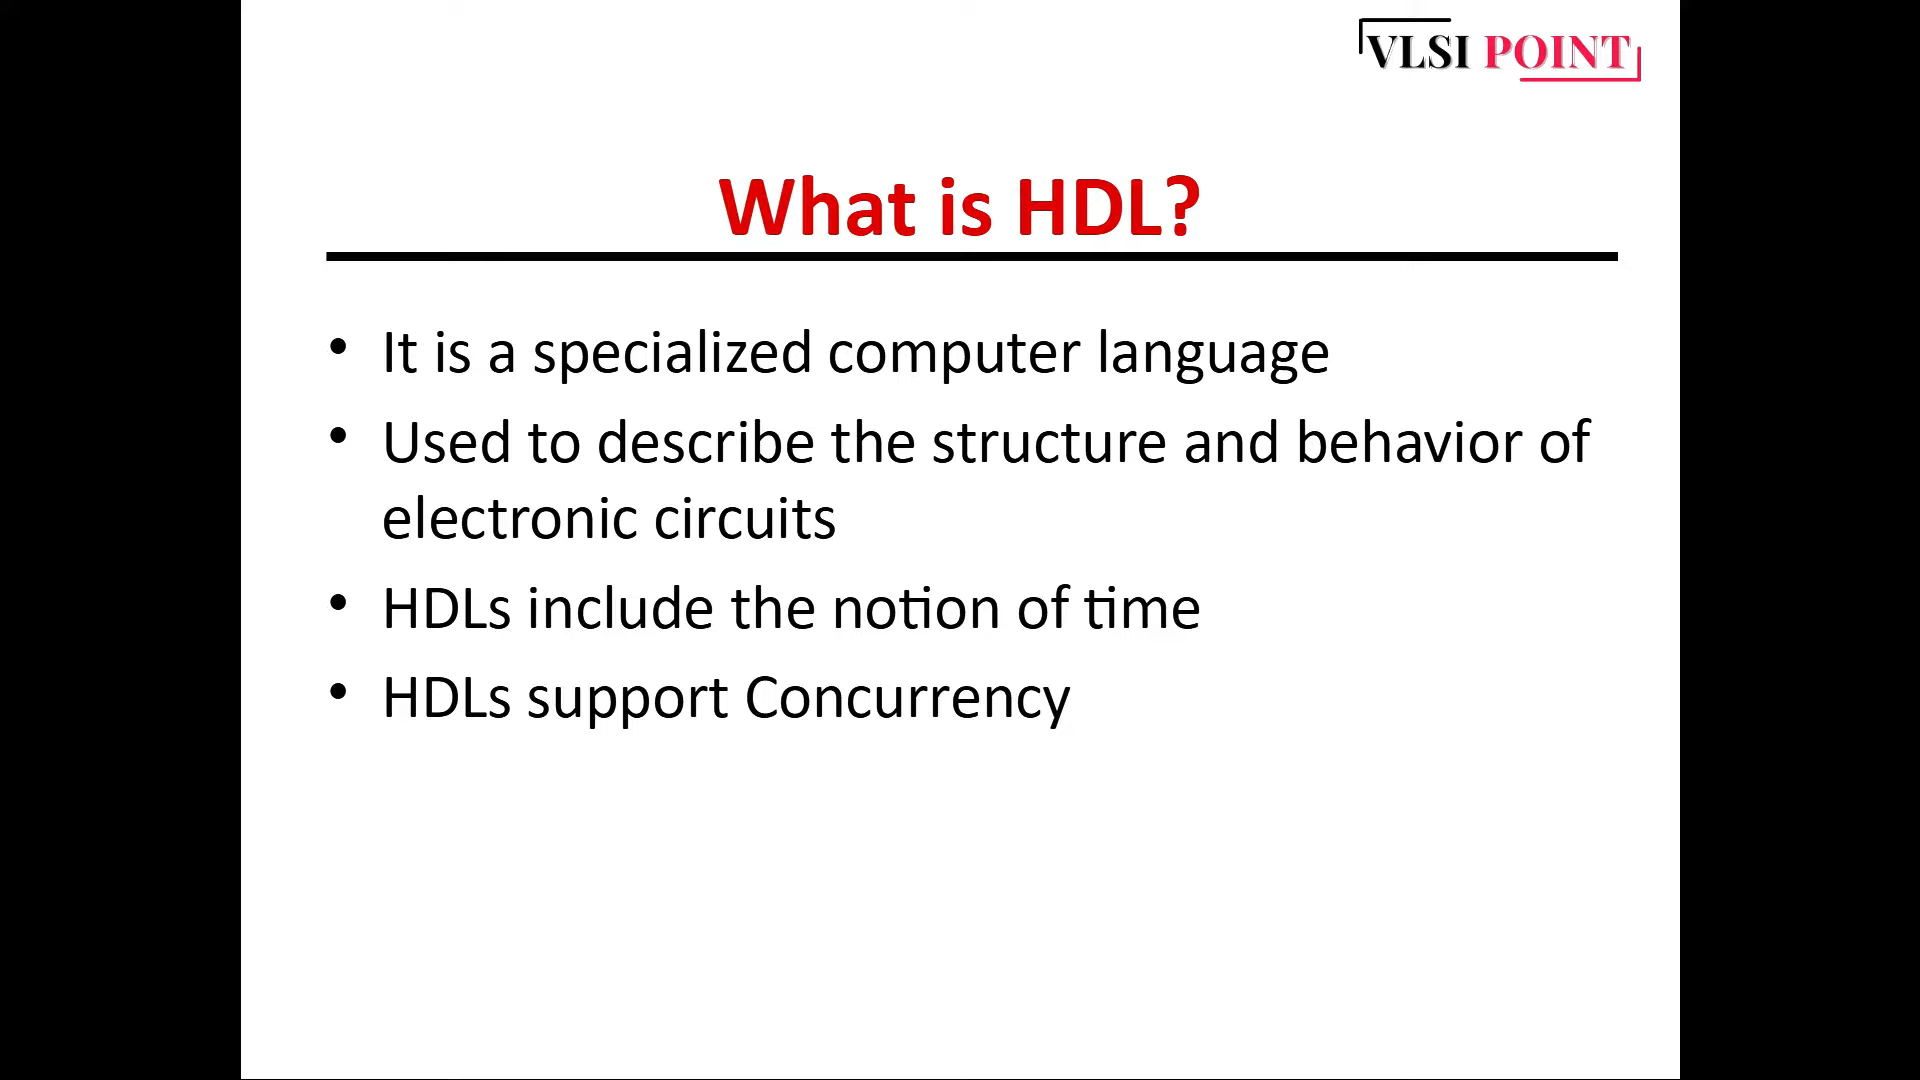 VLSI POINT
What is HDL?
• It is a specialized computer language
• Used to describe the structure and behavior of
electronic circuits
• HDLs include the notion of time
• HDLs support Concurrency